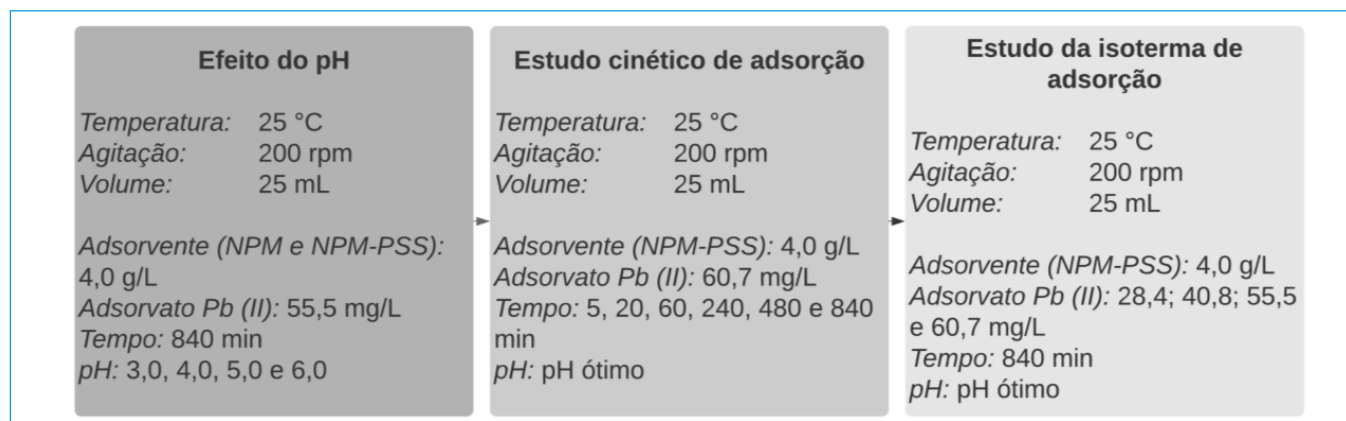 Efeito do pH
Temperatura: 25 °C
Agitação: 200 rpm
Volume: 25 mL
Adsorvente (NPM e NPM-PSS):
4,0 g/L
Adsorvato Pb (II): 55,5 mg/L
Tempo: 840 min
pH: 3,0, 4,0, 5,0 e 6,0
Estudo cinético de adsorção
Temperatura: 25 °C
Agitação: 200 rpm
Volume: 25 mL
Adsorvente (NPM-PSS): 4,0 g/L
Adsorvato Pb (II): 60,7 mg/L
Tempo: 5, 20, 60, 240, 480 e 840
min
pH: pH ótimo
Estudo da isoterma de
adsorção
Temperatura: 25 °C
Agitação: 200 rpm
Volume: 25 mL
Adsorvente (NPM-PSS): 4,0 g/L
Adsorvato Pb (II): 28,4; 40,8; 55,5
e 60,7 mg/L
Tempo: 840 min
pH: pH ótimo